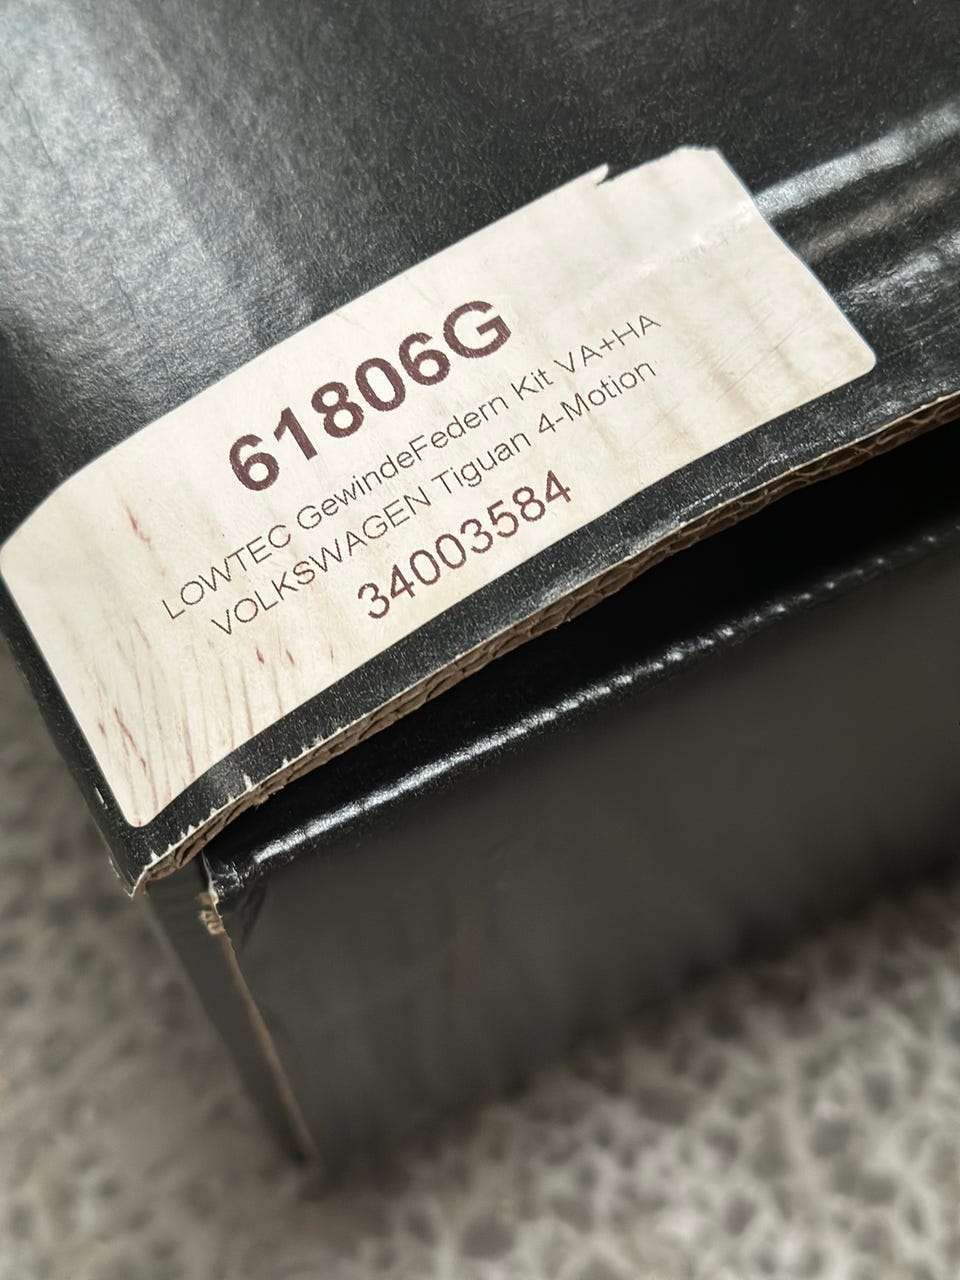 61806G
LOWTEC GewindeFedern Kit VA+HA
VOLKSWAGEN Tiguan 4-Motion
34003584